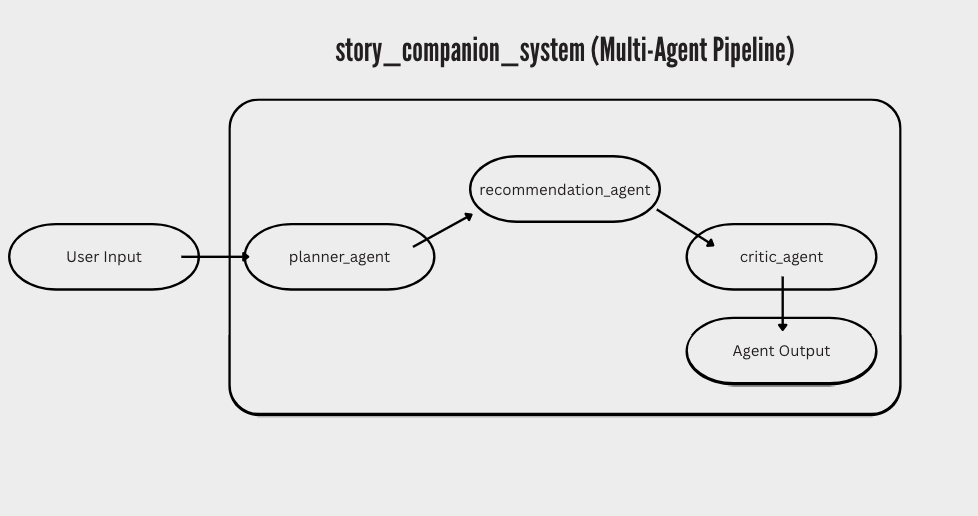 story_companion_system (Multi-Agent Pipeline)
recommendation_agent
User Input
planner_agent
critic_agent
Agent Output